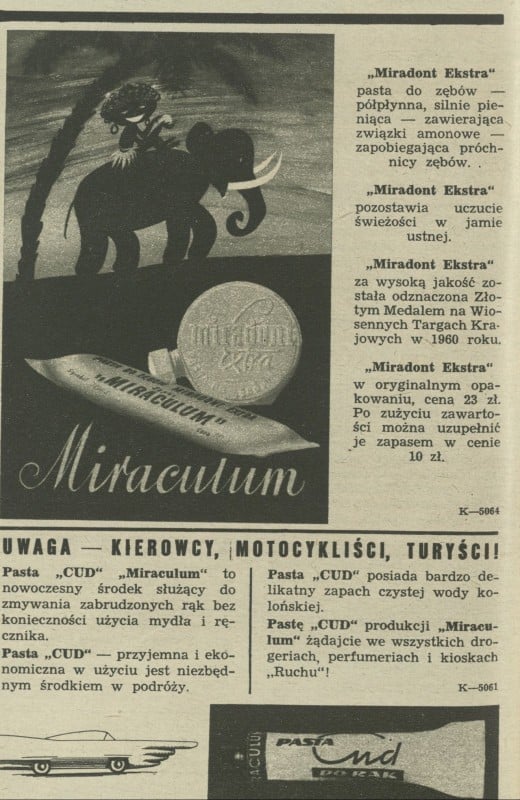 „Miradont Ekstra“
pasta do zębów —
półpłynna, silnie pie-
niąca — zawierająca
związki amonowe —
zapobiegająca próch-
nicy zębów.
„Miradont Ekstra“
pozostawia uczucie
świeżości w jamie
ustnej.
„Miradont Ekstra“
za wysoką jakość zo-
stała odznaczona Zło-
tym Medalem na Wio-
sennych Targach Kra-
jowych w 1960 roku.
„Miradont Ekstra“
w oryginalnym opa-
kowaniu, cena 23 zł.
Po zużyciu zawarto-
ści można uzupełnić
je zapasem w cenie
10 zł.
K—5064
miradont
„MIRACULUM”
Miraculum
UWAGA — KIEROWCY, MOTOCYKLIŚCI, TURYŚCI!
Pasta „CUD“ „Miraculum“ to
nowoczesny środek służący do
zmywania zabrudzonych rąk bez
konieczności użycia mydła i rę-
cznika.
Pasta „CUD“ — przyjemna i eko-
nomiczna w użyciu jest niezbęd-
nym środkiem w podróży.
Pasta „CUD“ posiada bardzo de-
likatny zapach czystej wody ko-
lońskiej.
Pastę „CUD“ produkcji „Miracu-
lum“ żądajcie we wszystkich dro-
geriach, perfumeriach i kioskach
„Ruchu“!
K—5061
PASTA
Cud
DO RĄK